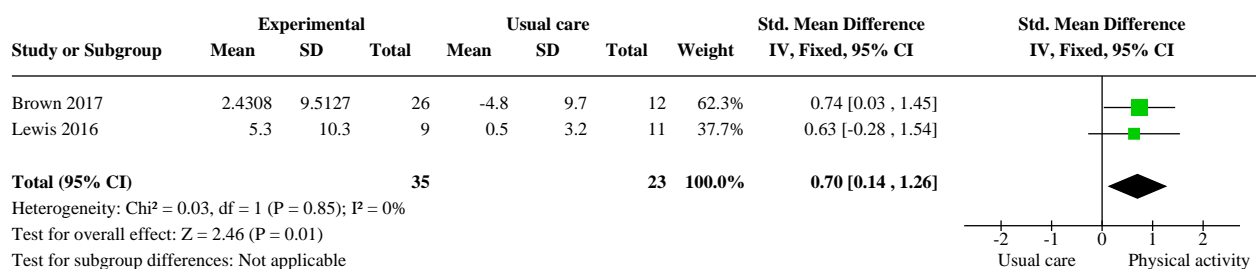 Experimental Usual care Std. Mean Difference Std. Mean Difference
Study or Subgroup Mean SD Total Mean SD Total Weight IV, Fixed, 95% CI IV, Fixed, 95% CI
Brown 2017 2.4308 9.5127 26 -4.8 9.7 12 62.3% 0.74 [0.03 , 1.45]
Lewis 2016 5.3 10.3 9 0.5 3.2 11 37.7% 0.63 [-0.28 , 1.54]
Total (95% CI) 35 23 100.0% 0.70 [0.14 , 1.26]
Heterogeneity: Chi² = 0.03, df = 1 (P = 0.85); I² = 0%
Test for overall effect: Z = 2.46 (P = 0.01)
-2 -1 0 1 2
Test for subgroup differences: Not applicable
Usual care Physical activity